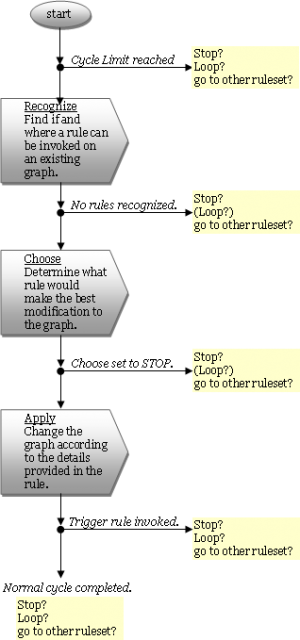 start
Cycle Limit reached
Stop?
Loop?
go to other ruleset?
Recognize
Find if and
where a rule can
be invoked on
an existing
graph.
No rules recognized.
Stop?
(Loop?)
go to other ruleset?
Choose
Determine what
rule would
make the best
modification to
the graph.
Choose set to STOP.
Stop?
(Loop?)
go to other ruleset?
Apply
Change the
graph according
to the details
provided in the
rule.
Trigger rule invoked.
Stop?
Loop?
go to other ruleset?
Normal cycle completed.
Stop?
Loop?
go to other ruleset?